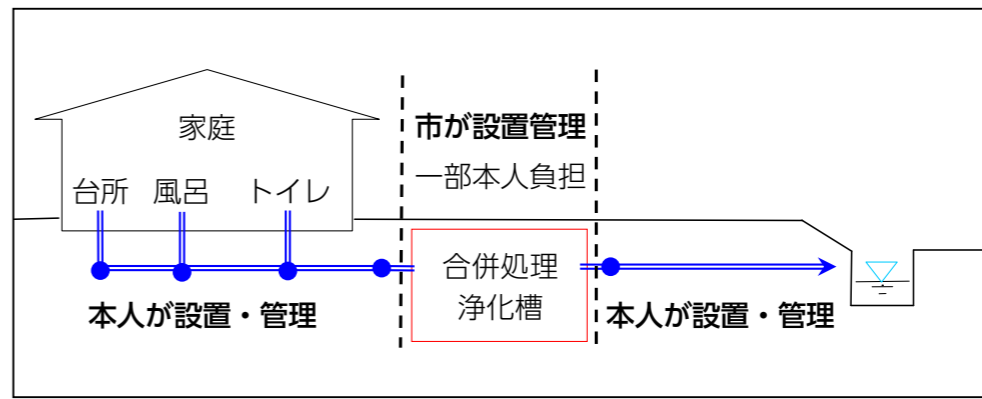 家庭
台所 風呂 トイレ
市が設置管理
一部本人負担
合併処理
浄化槽
本人が設置・管理
本人が設置・管理